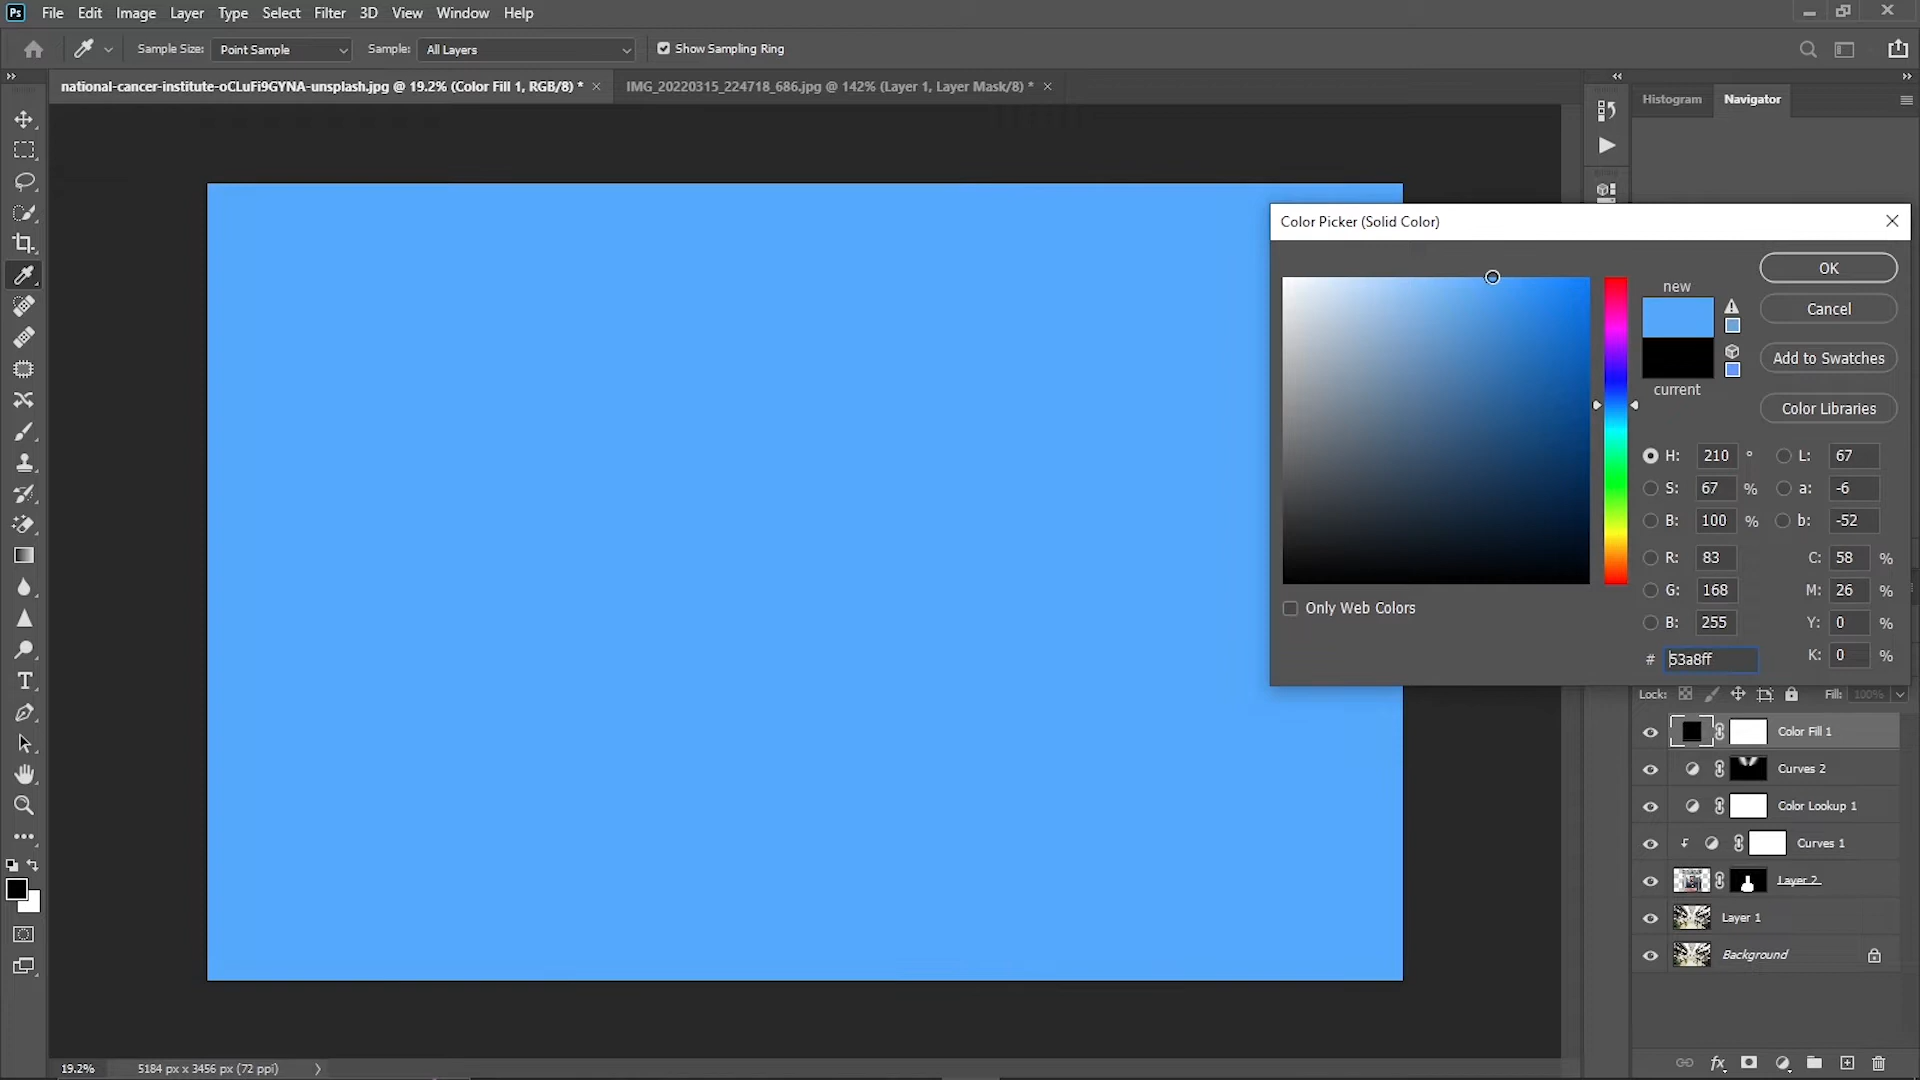 Ps File Edit Image Layer Type Select Filter 3D View Window Help
Sample Size: Point Sample Sample: All Layers Show Sampling Ring
national-cancer-institute-oCLuFi9GYNA-unsplash.jpg @ 19.2% (Color Fill 1, RGB/8) * × IMG_20220315_224718_686.jpg @ 142% (Layer 1, Layer Mask/8) * ×
Histogram Navigator
Color Picker (Solid Color)
new
current
OK
Cancel
Add to Swatches
Color Libraries
H: 210 ° L: 67
S: 67 % a: -6
B: 100 % b: -52
R: 83 C: 58 %
G: 168 M: 26 %
B: 255 Y: 0 %
# 53a8ff K: 0 %
Only Web Colors
Lock: Fill: 100%
Color Fill 1
Curves 2
Color Lookup 1
Curves 1
Layer 2
Layer 1
Background
fx
19.2% 5184 px x 3456 px (72 ppi)